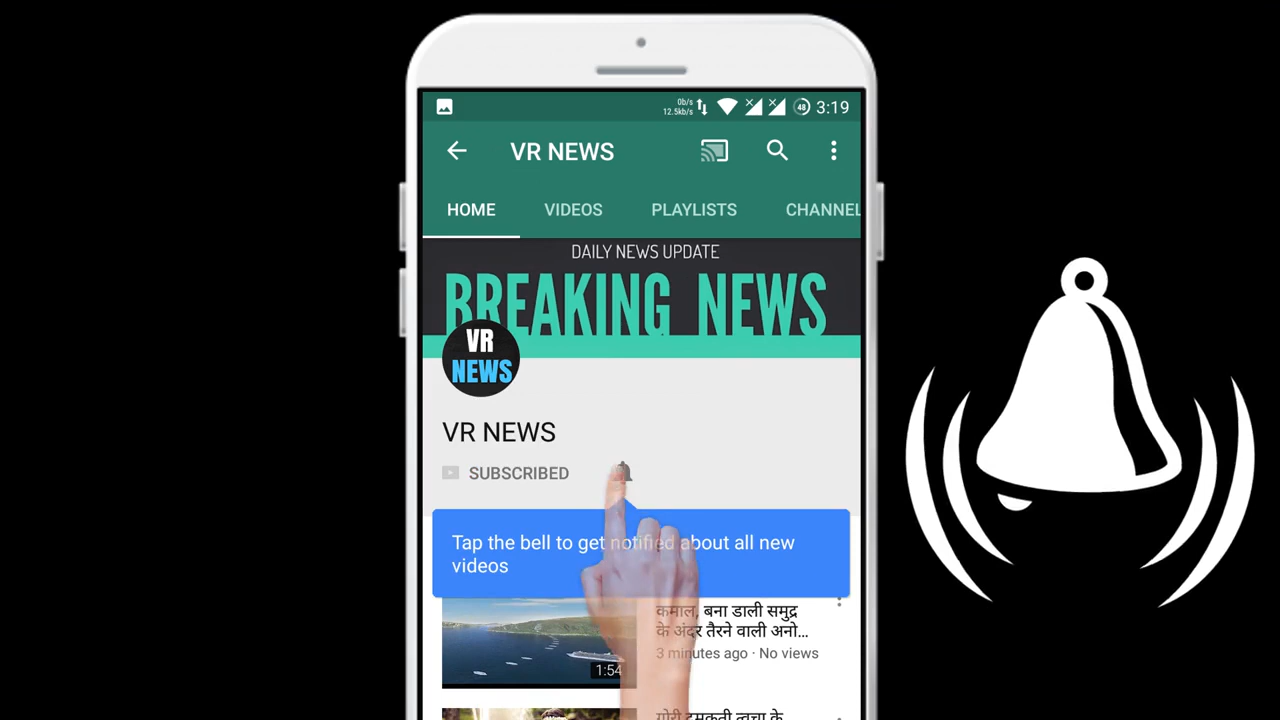 0b/s
12.5kb/s
48
3:19
VR NEWS
HOME VIDEOS PLAYLISTS CHANNEL
DAILY NEWS UPDATE
BREAKING NEWS
VR
NEWS
VR NEWS
SUBSCRIBED
Tap the bell to get notified about all new
videos
कमाल, बना डाली समुद्र
के अंदर तैरने वाली अनो...
3 minutes ago · No views
1:54
गोरी दमकती त्वचा के